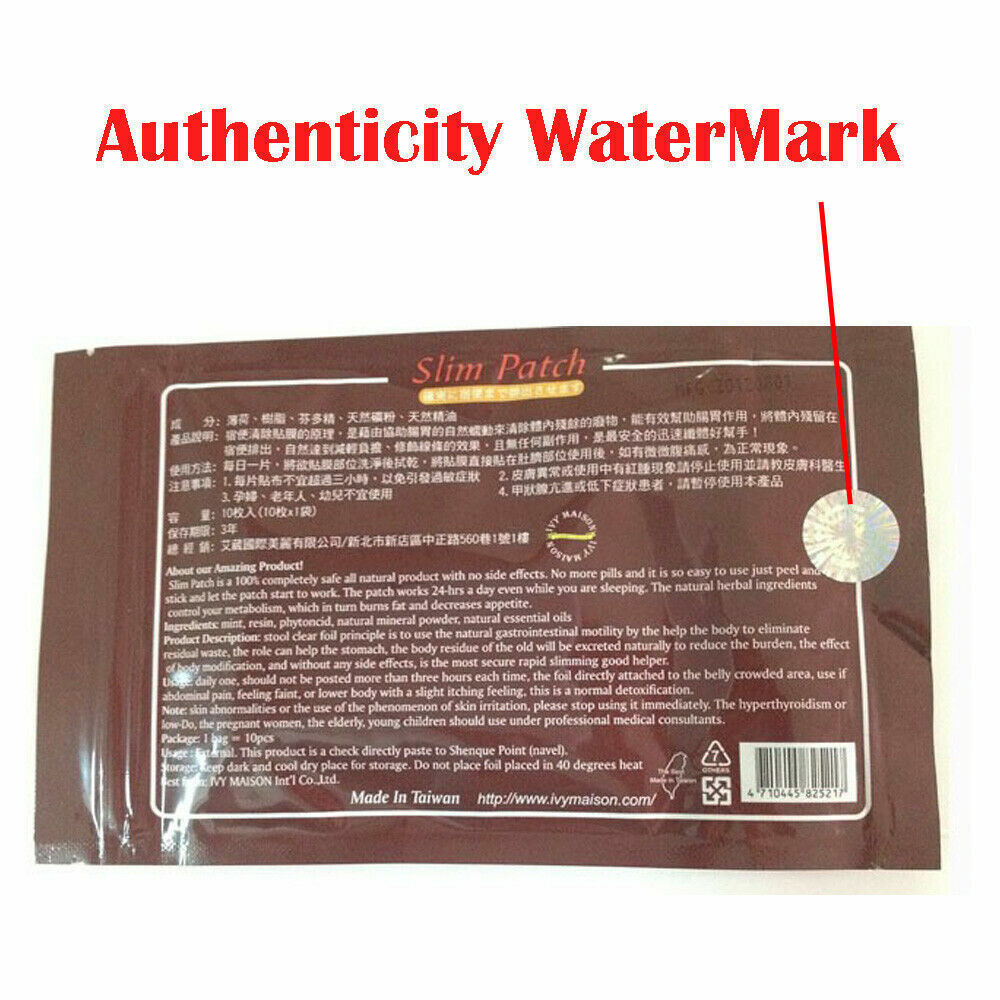 Authenticity WaterMark
Slim Patch
確実に宿便まで排出させます
成 分:薄荷、樹脂、芬多精、天然礦粉、天然精油
產品說明:宿便清除貼膜的原理,是藉由協助腸胃的自然蠕動來清除體內殘餘的廢物,能有效幫助腸胃作用,將體內殘留在
宿便排出,自然達到減輕負擔、修飾線條的效果,且無任何副作用,是最安全的迅速纖體好幫手!
使用方法:每日一片,將欲貼膜部位洗淨後拭乾,將貼膜直接貼在肚臍部位使用後,如有微微腹痛感,為正常現象。
注意事項:1.每片貼布不宜超過三小時,以免引發過敏症狀 2.皮膚異常或使用中有紅腫現象請停止使用並請教皮膚科醫生
3.孕婦、老年人、幼兒不宜使用 4.甲狀腺亢進或低下症狀患者,請暫停使用本產品
容 量:10枚入(10枚x1袋)
保存期限:3年
總 經 銷:艾葳國際美麗有限公司/新北市新店區中正路560巷1號1樓
IVY MAISON IVY MAISON
About our Amazing Product!
Slim Patch is a 100% completely safe all natural product with no side effects. No more pills and it is so easy to use just peel and
stick and let the patch start to work. The patch works 24-hrs a day even while you are sleeping. The natural herbal ingredients
control your metabolism, which in turn burns fat and decreases appetite.
Ingredients: mint, resin, phytoncid, natural mineral powder, natural essential oils
Product Description: stool clear foil principle is to use the natural gastrointestinal motility by the help the body to eliminate
residual waste, the role can help the stomach, the body residue of the old will be excreted naturally to reduce the burden, the effect
of body modification, and without any side effects, is the most secure rapid slimming good helper.
Usage: daily one, should not be posted more than three hours each time, the foil directly attached to the belly crowded area, use if
abdominal pain, feeling faint, or lower body with a slight itching feeling, this is a normal detoxification.
Note: skin abnormalities or the use of the phenomenon of skin irritation, please stop using it immediately. The hyperthyroidism or
low-Do, the pregnant women, the elderly, young children should use under professional medical consultants.
Package: 1 bag = 10pcs
Usage : External. This product is a check directly paste to Shenque Point (navel).
Storage: Keep dark and cool dry place for storage. Do not place foil placed in 40 degrees heat
Best from: IVY MAISON Int'l Co.,Ltd.
Made In Taiwan http://www.ivymaison.com/
The Best
Made In Taiwan
7
OTHERS
4 710445 825217